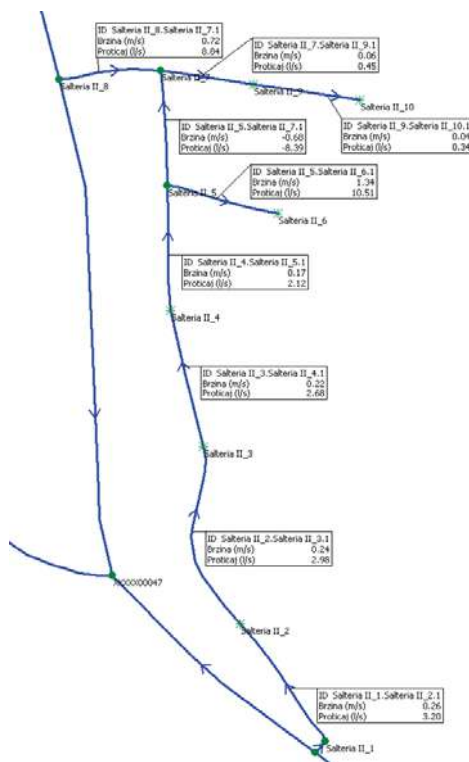 ID Salteria II_8.Salteria II_7.1
Brzina (m/s) 0.72
Proticaj (l/s) 8.84
ID Salteria II_7.Salteria II_9.1
Brzina (m/s) 0.06
Proticaj (l/s) 0.45
Salteria II_8
Salteria II_9
Salteria II_10
ID Salteria II_9.Salteria II_10.1
Brzina (m/s) 0.04
Proticaj (l/s) 0.24
ID Salteria II_5.Salteria II_7.1
Brzina (m/s) -0.68
Proticaj (l/s) -8.39
ID Salteria II_5.Salteria II_6.1
Brzina (m/s) 1.34
Proticaj (l/s) 10.51
Salteria II_5
Salteria II_6
ID Salteria II_4.Salteria II_5.1
Brzina (m/s) 0.17
Proticaj (l/s) 2.12
Salteria II_4
ID Salteria II_3.Salteria II_4.1
Brzina (m/s) 0.22
Proticaj (l/s) 2.68
Salteria II_3
ID Salteria II_2.Salteria II_3.1
Brzina (m/s) 0.24
Proticaj (l/s) 2.98
Salteria II_2
ID Salteria II_1.Salteria II_2.1
Brzina (m/s) 0.26
Proticaj (l/s) 3.20
Salteria II_1